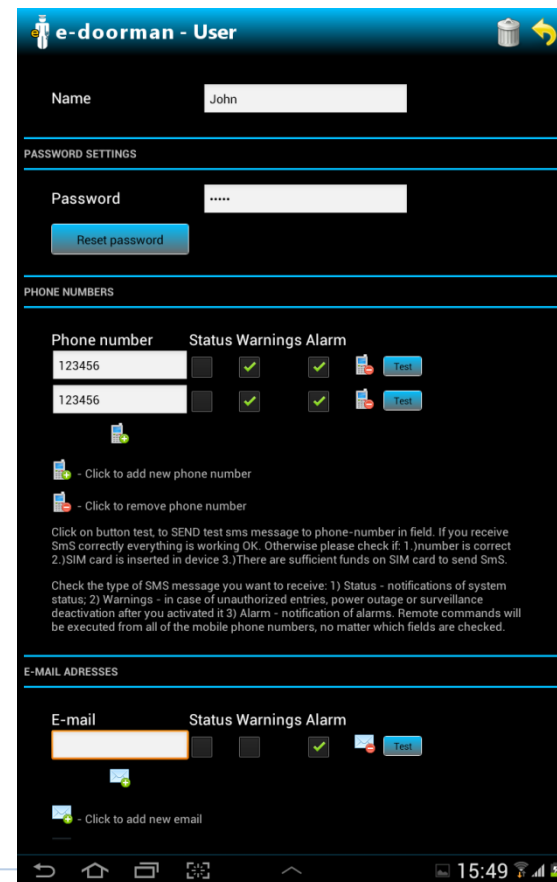 e-doorman - User
Name John
PASSWORD SETTINGS
Password •••••
Reset password
PHONE NUMBERS
Phone number Status Warnings Alarm
123456 Test
123456 Test
- Click to add new phone number
- Click to remove phone number
Click on button test, to SEND test sms message to phone-number in field. If you receive
SmS correctly everything is working OK. Otherwise please check if: 1.)number is correct
2.)SIM card is inserted in device 3.)There are sufficient funds on SIM card to send SmS.
Check the type of SMS message you want to receive: 1) Status - notifications of system
status; 2) Warnings - in case of unauthorized entries, power outage or surveillance
deactivation after you activated it 3) Alarm - notification of alarms. Remote commands will
be executed from all of the mobile phone numbers, no matter which fields are checked.
E-MAIL ADRESSES
E-mail Status Warnings Alarm
Test
- Click to add new email
15:49